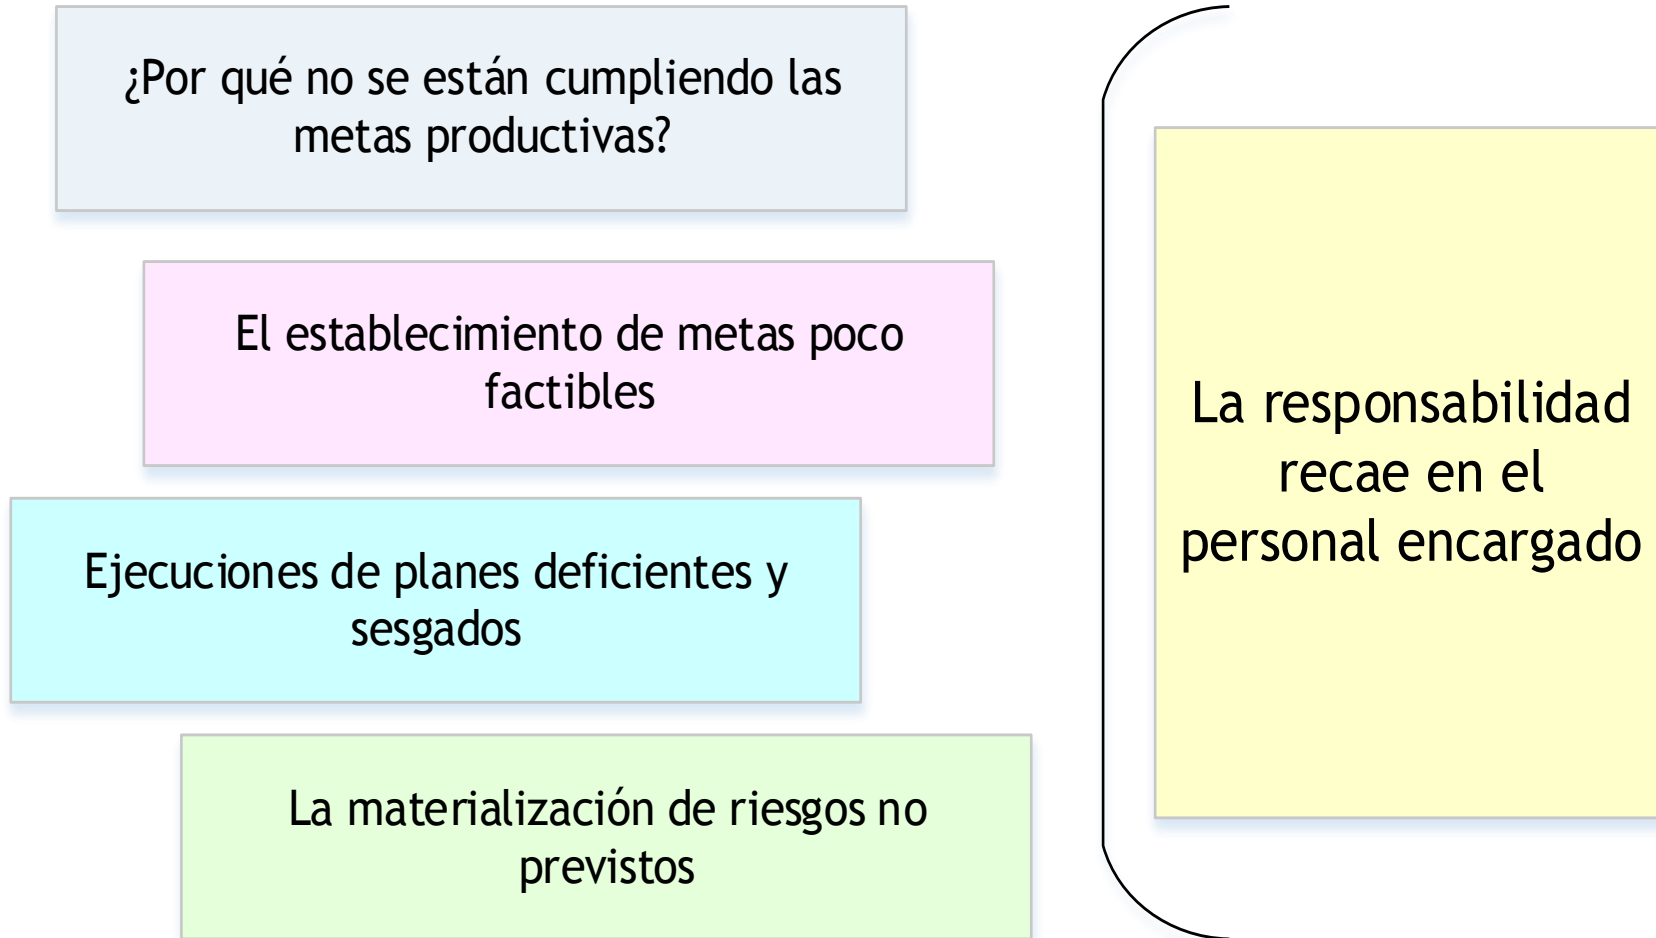 ¿Por qué no se están cumpliendo las
metas productivas?
El establecimiento de metas poco
factibles
Ejecuciones de planes deficientes y
sesgados
La materialización de riesgos no
previstos
La responsabilidad
recae en el
personal encargado